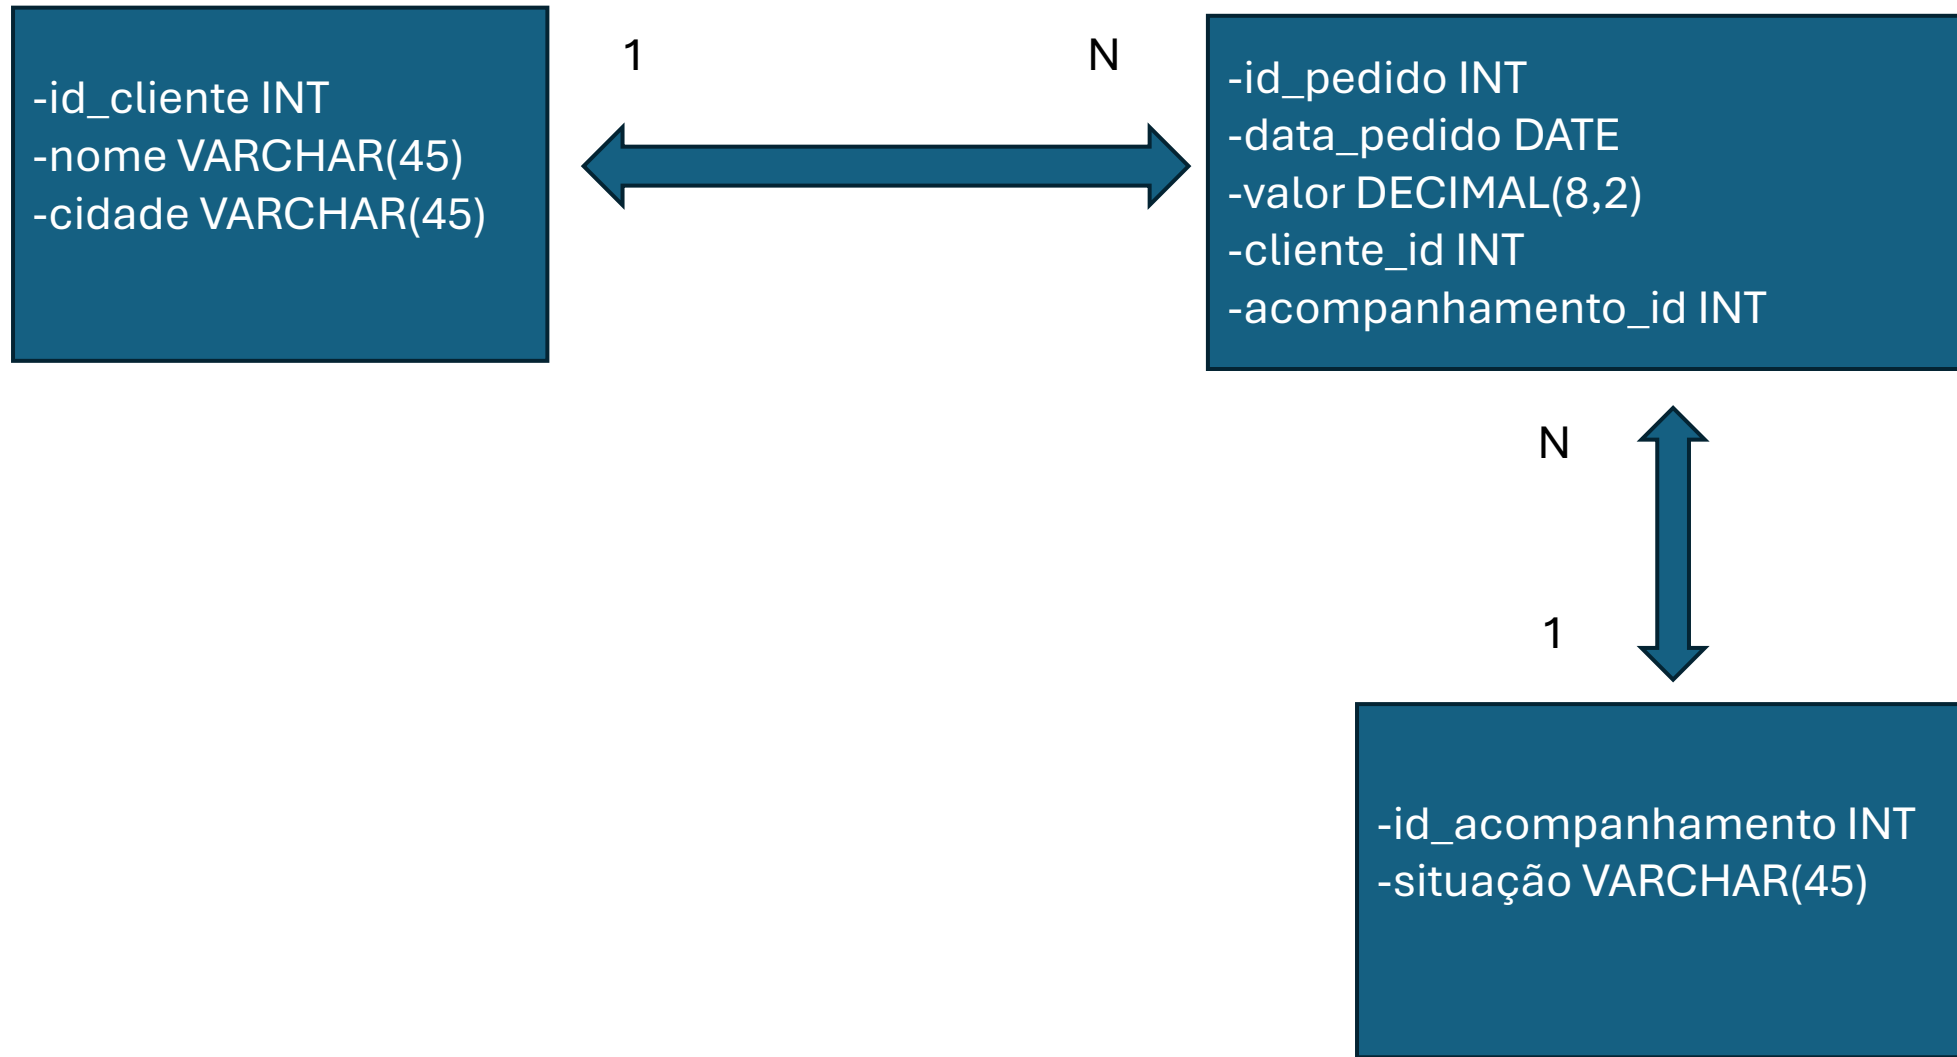 -id_cliente INT
-nome VARCHAR(45)
-cidade VARCHAR(45)
1
N
-id_pedido INT
-data_pedido DATE
-valor DECIMAL(8,2)
-cliente_id INT
-acompanhamento_id INT
N
1
-id_acompanhamento INT
-situação VARCHAR(45)